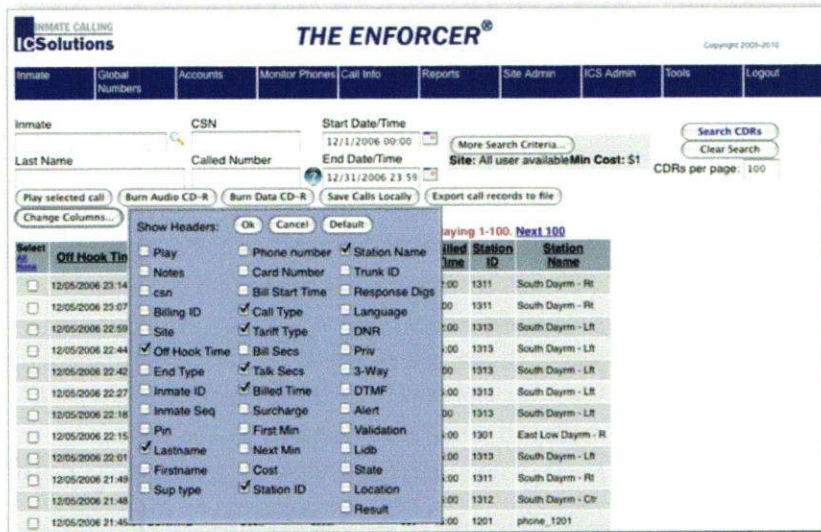 INMATE CALLING
ICSolutions
THE ENFORCER®
Copyright 2005-2010
Inmate Global Numbers Accounts Monitor Phones Call Info Reports Site Admin ICS Admin Tools Logout
Inmate CSN Start Date/Time
12/1/2006 00:00 More Search Criteria... Search CDRs
Last Name Called Number End Date/Time Site: All user available Min Cost: $1 Clear Search
12/31/2006 23:59 CDRs per page: 100
Play selected call Burn Audio CD-R Burn Data CD-R Save Calls Locally Export call records to file
Change Columns...
Show Headers: Ok Cancel Default
aying 1-100. Next 100
Select All None Off Hook Tin illed Time Station ID Station Name
Play Phone number Station Name
Notes Card Number Trunk ID
csn Bill Start Time Response Digs
Billing ID Call Type Language
Site Tariff Type DNR
Off Hook Time Bill Secs Priv
End Type Talk Secs 3-Way
Inmate ID Billed Time DTMF
Inmate Seq Surcharge Alert
Pin First Min Validation
Lastname Next Min Lidb
Firstname Cost State
Sup type Station ID Location
Result
12/05/2006 23:14 :00 1311 South Dayrm - Rt
12/05/2006 23:07 :00 1311 South Dayrm - Rt
12/05/2006 22:59 :00 1313 South Dayrm - Lft
12/05/2006 22:44 :00 1313 South Dayrm - Lft
12/05/2006 22:42 :00 1313 South Dayrm - Lft
12/05/2006 22:27 :00 1313 South Dayrm - Lft
12/05/2006 22:18 :00 1313 South Dayrm - Lft
12/05/2006 22:15 :00 1301 East Low Dayrm - R
12/05/2006 22:01 :00 1313 South Dayrm - Lft
12/05/2006 21:49 :00 1311 South Dayrm - Rt
12/05/2006 21:48 :00 1312 South Dayrm - Ctr
12/05/2006 21:45 :00 1201 phone_1201